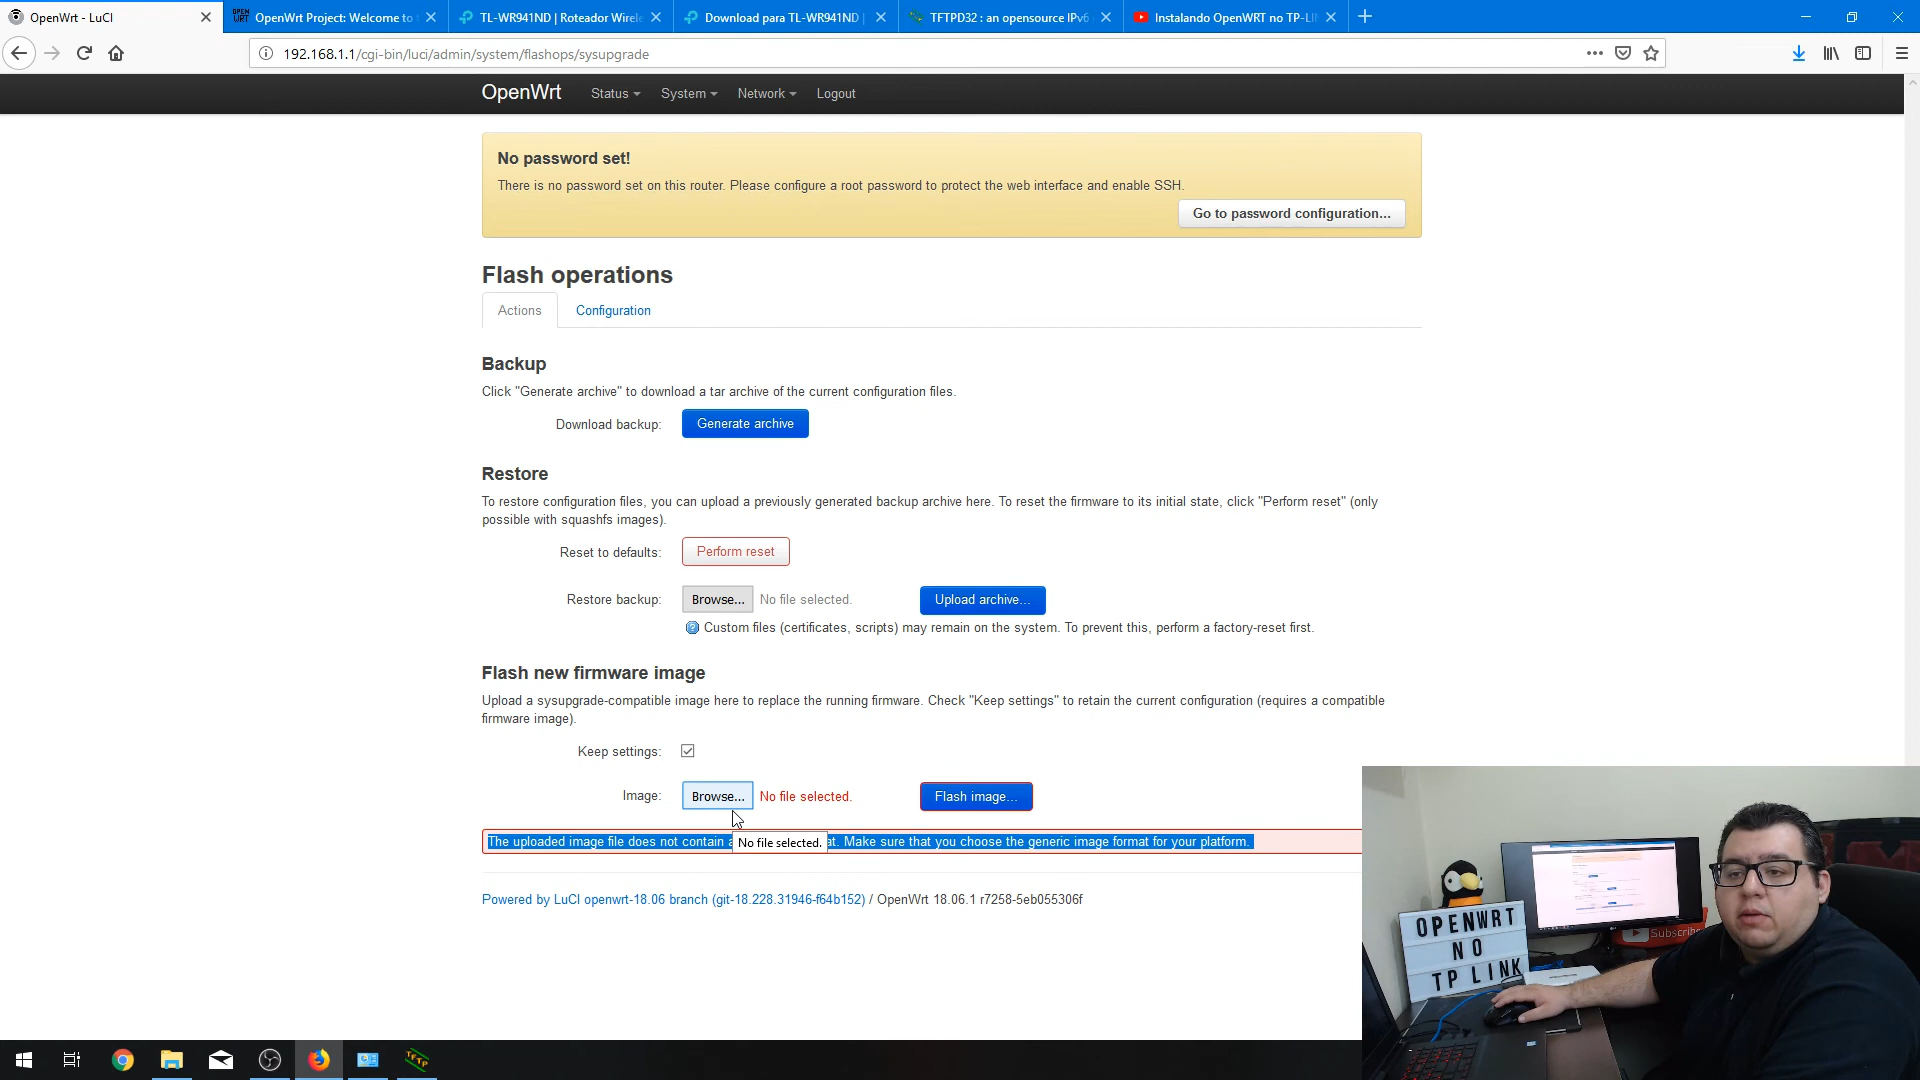 OpenWrt - LuCI
OpenWrt Project: Welcome to
TL-WR941ND | Roteador Wirele
Download para TL-WR941ND |
TFTPD32 : an opensource IPv6
Instalando OpenWRT no TP-LI
192.168.1.1/cgi-bin/luci/admin/system/flashops/sysupgrade
OpenWrt Status System Network Logout
No password set!
There is no password set on this router. Please configure a root password to protect the web interface and enable SSH.
Go to password configuration...
Flash operations
Actions Configuration
Backup
Click "Generate archive" to download a tar archive of the current configuration files.
Download backup: Generate archive
Restore
To restore configuration files, you can upload a previously generated backup archive here. To reset the firmware to its initial state, click "Perform reset" (only
possible with squashfs images).
Reset to defaults: Perform reset
Restore backup: Browse... No file selected. Upload archive...
Custom files (certificates, scripts) may remain on the system. To prevent this, perform a factory-reset first.
Flash new firmware image
Upload a sysupgrade-compatible image here to replace the running firmware. Check "Keep settings" to retain the current configuration (requires a compatible
firmware image).
Keep settings:
Image: Browse... No file selected. Flash image...
The uploaded image file does not contain a
No file selected.
at. Make sure that you choose the generic image format for your platform.
Powered by LuCI openwrt-18.06 branch (git-18.228.31946-f64b152) / OpenWrt 18.06.1 r7258-5eb055306f
OPENWRT
NO
TP LINK
Subscribe
TFTP